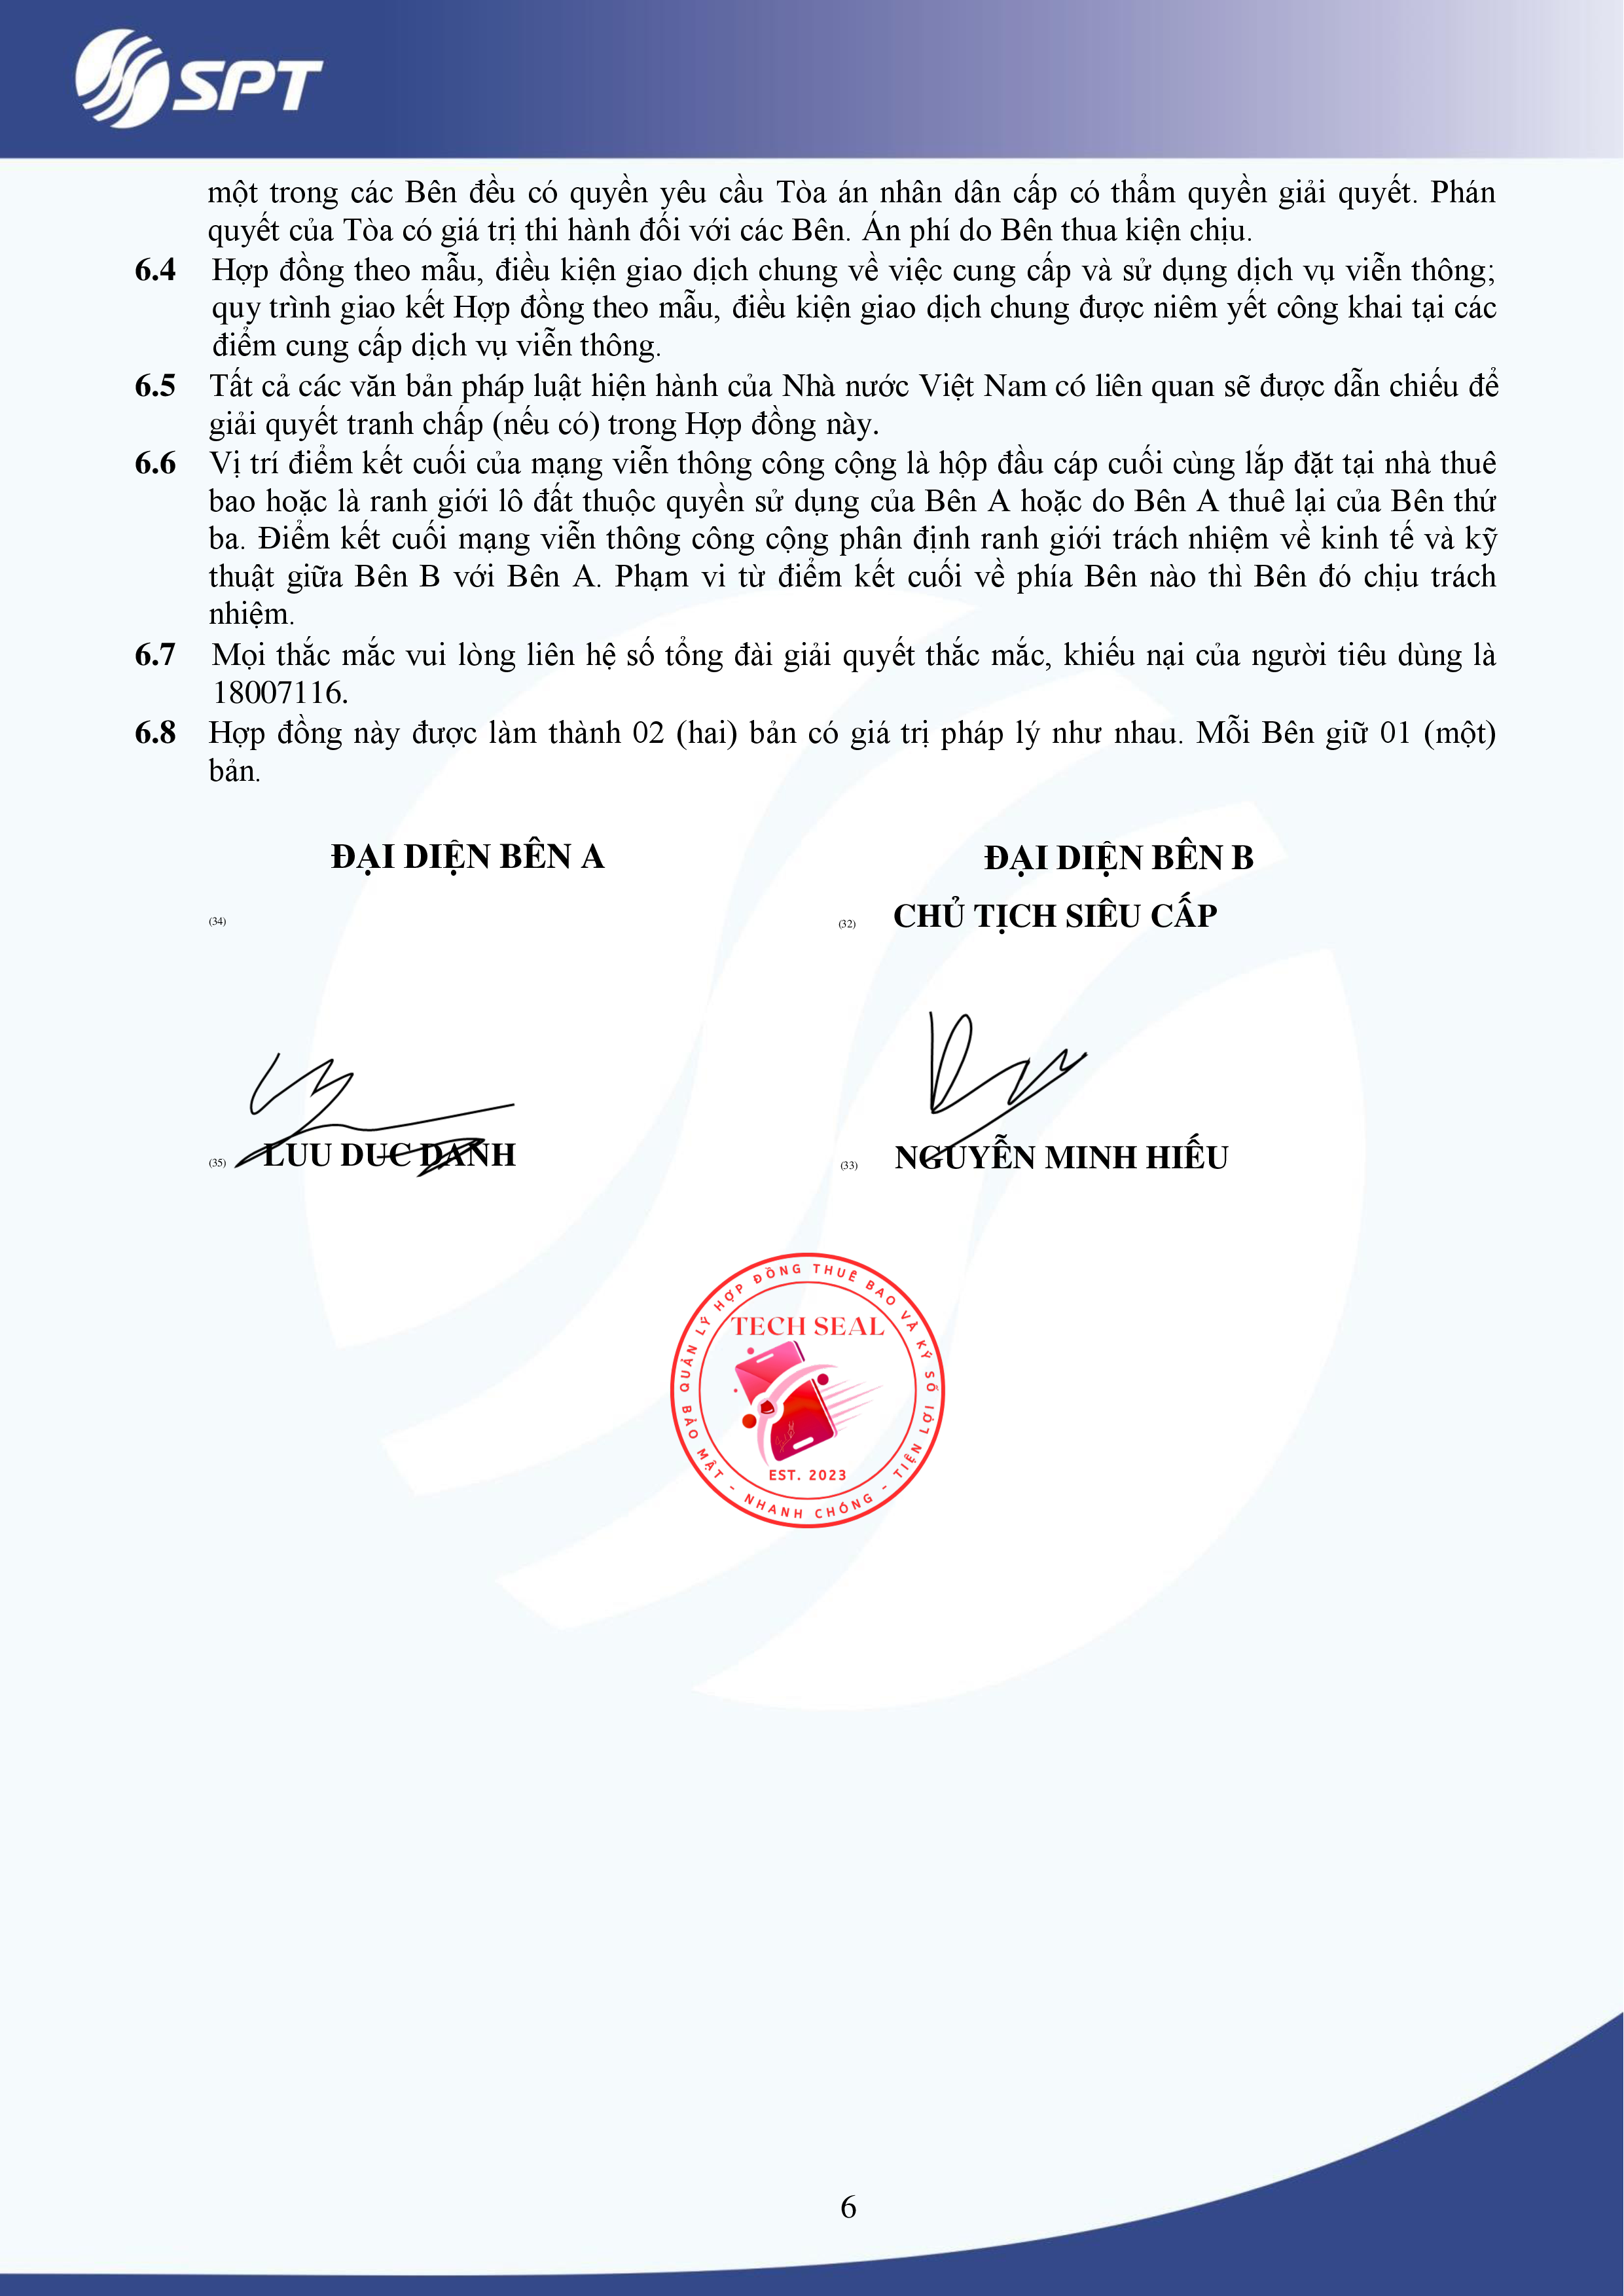 SPT
một trong các Bên đều có quyền yêu cầu Tòa án nhân dân cấp có thẩm quyền giải quyết. Phán
quyết của Tòa có giá trị thi hành đối với các Bên. Án phí do Bên thua kiện chịu.
6.4 Hợp đồng theo mẫu, điều kiện giao dịch chung về việc cung cấp và sử dụng dịch vụ viễn thông;
quy trình giao kết Hợp đồng theo mẫu, điều kiện giao dịch chung được niêm yết công khai tại các
điểm cung cấp dịch vụ viễn thông.
6.5 Tất cả các văn bản pháp luật hiện hành của Nhà nước Việt Nam có liên quan sẽ được dẫn chiếu để
giải quyết tranh chấp (nếu có) trong Hợp đồng này.
6.6 Vị trí điểm kết cuối của mạng viễn thông công cộng là hộp đầu cáp cuối cùng lắp đặt tại nhà thuê
bao hoặc là ranh giới lô đất thuộc quyền sử dụng của Bên A hoặc do Bên A thuê lại của Bên thứ
ba. Điểm kết cuối mạng viễn thông công cộng phân định ranh giới trách nhiệm về kinh tế và kỹ
thuật giữa Bên B với Bên A. Phạm vi từ điểm kết cuối về phía Bên nào thì Bên đó chịu trách
nhiệm.
6.7 Mọi thắc mắc vui lòng liên hệ số tổng đài giải quyết thắc mắc, khiếu nại của người tiêu dùng là
18007116.
6.8 Hợp đồng này được làm thành 02 (hai) bản có giá trị pháp lý như nhau. Mỗi Bên giữ 01 (một)
bản.
ĐẠI DIỆN BÊN A ĐẠI DIỆN BÊN B
(34) (32) CHỦ TỊCH SIÊU CẤP
(35) LUU DUC DANH (33) NGUYỄN MINH HIẾU
QUẢN LÝ HỢP ĐỒNG THUÊ BAO VÀ KÝ SỐ
TECH SEAL
EST. 2023
BẢO MẬT - NHANH CHÓNG - TIỆN LỢI
6